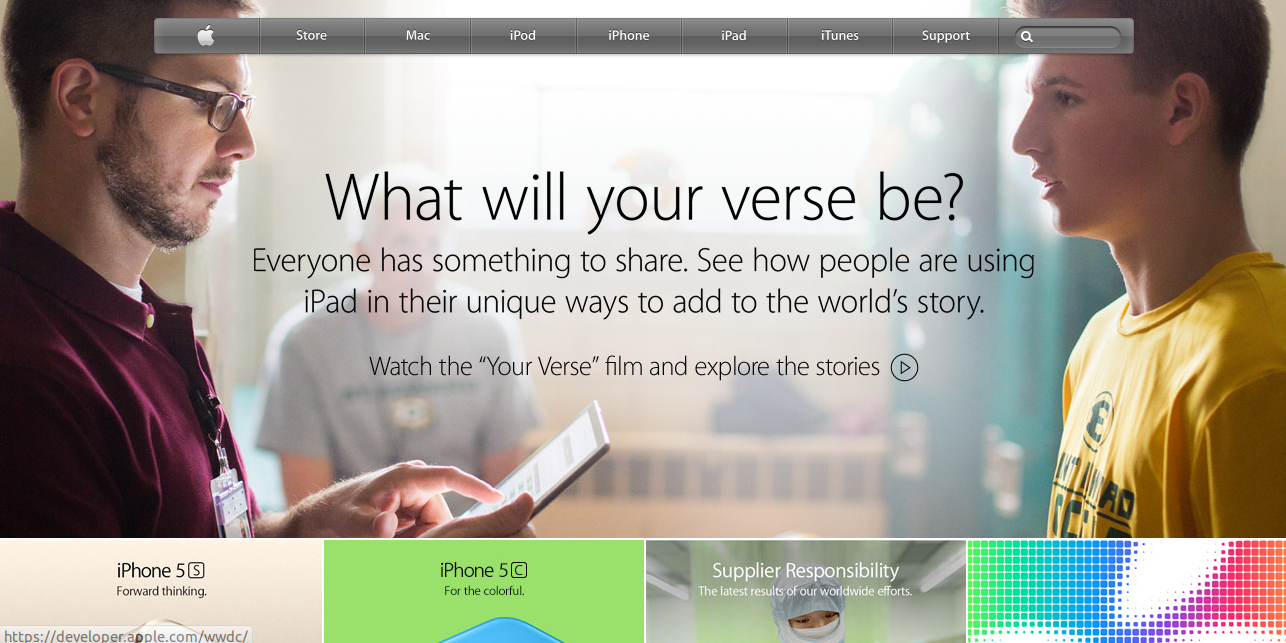 Store
Mac
iPod
iPhone
iPad
iTunes
Support
What will your verse be?
Everyone has something to share. See how people are using
iPad in their unique ways to add to the world’s story.
Watch the “Your Verse” film and explore the stories
iPhone 5S
Forward thinking.
iPhone 5C
For the colorful.
Supplier Responsibility
The latest results of our worldwide efforts.
https://developer.apple.com/wwdc/